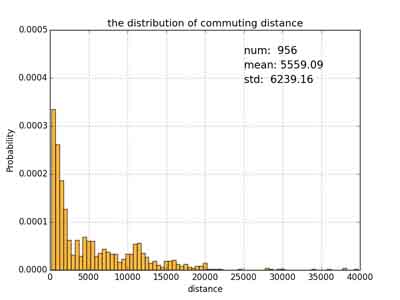 the distribution of commuting distance
0.0005
0.0004
0.0003
0.0002
0.0001
0.0000
Probability
num: 956
mean: 5559.09
std: 6239.16
0 5000 10000 15000 20000 25000 30000 35000 40000
distance